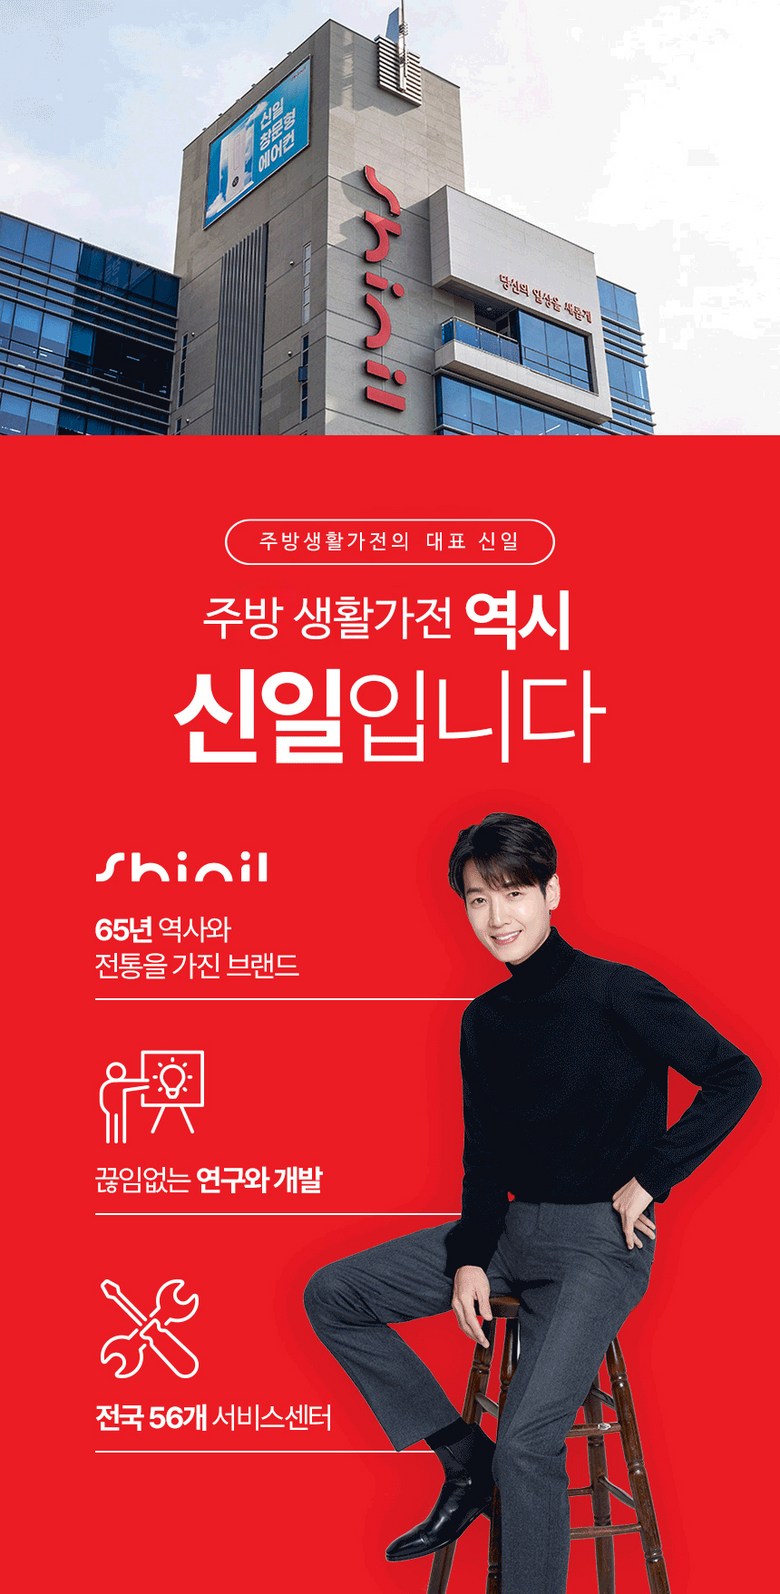 신일
창문형
에어컨
shinil
당신의 일상을 새롭게
주방생활가전의 대표 신일
주방 생활가전 역시
신일입니다
shinil
65년 역사와
전통을 가진 브랜드
끊임없는 연구와 개발
전국 56개 서비스센터